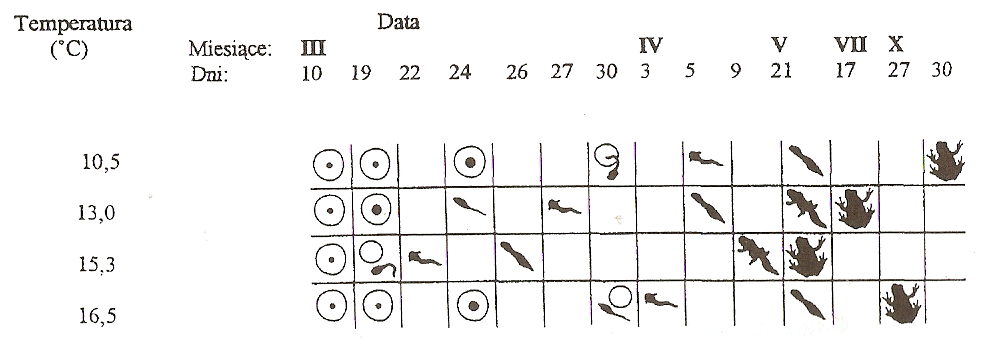 Temperatura Data
(°C) Miesiące: III IV V VII X
Dni: 10 19 22 24 26 27 30 3 5 9 21 17 27 30
10,5
13,0
15,3
16,5